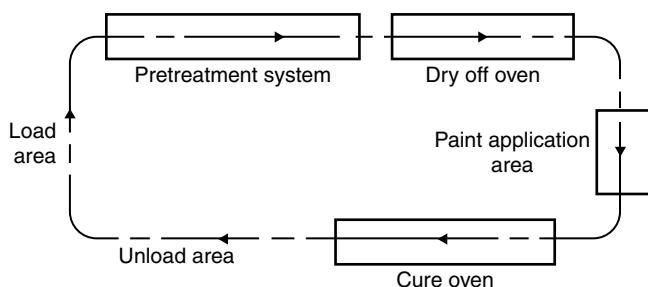 Pretreatment system
Dry off oven
Load
area
Paint application
area
Unload area
Cure oven